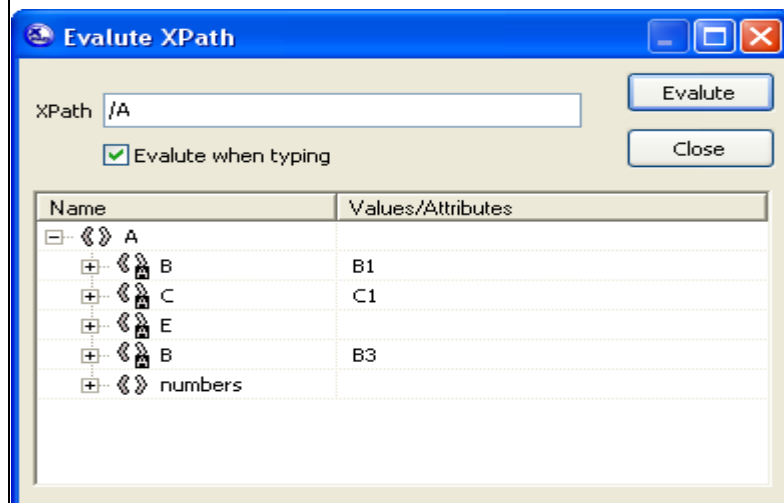 Evalute XPath
XPath /A
Evalute
Evalute when typing
Close
Name Values/Attributes
A
B B1
C C1
E
B B3
numbers